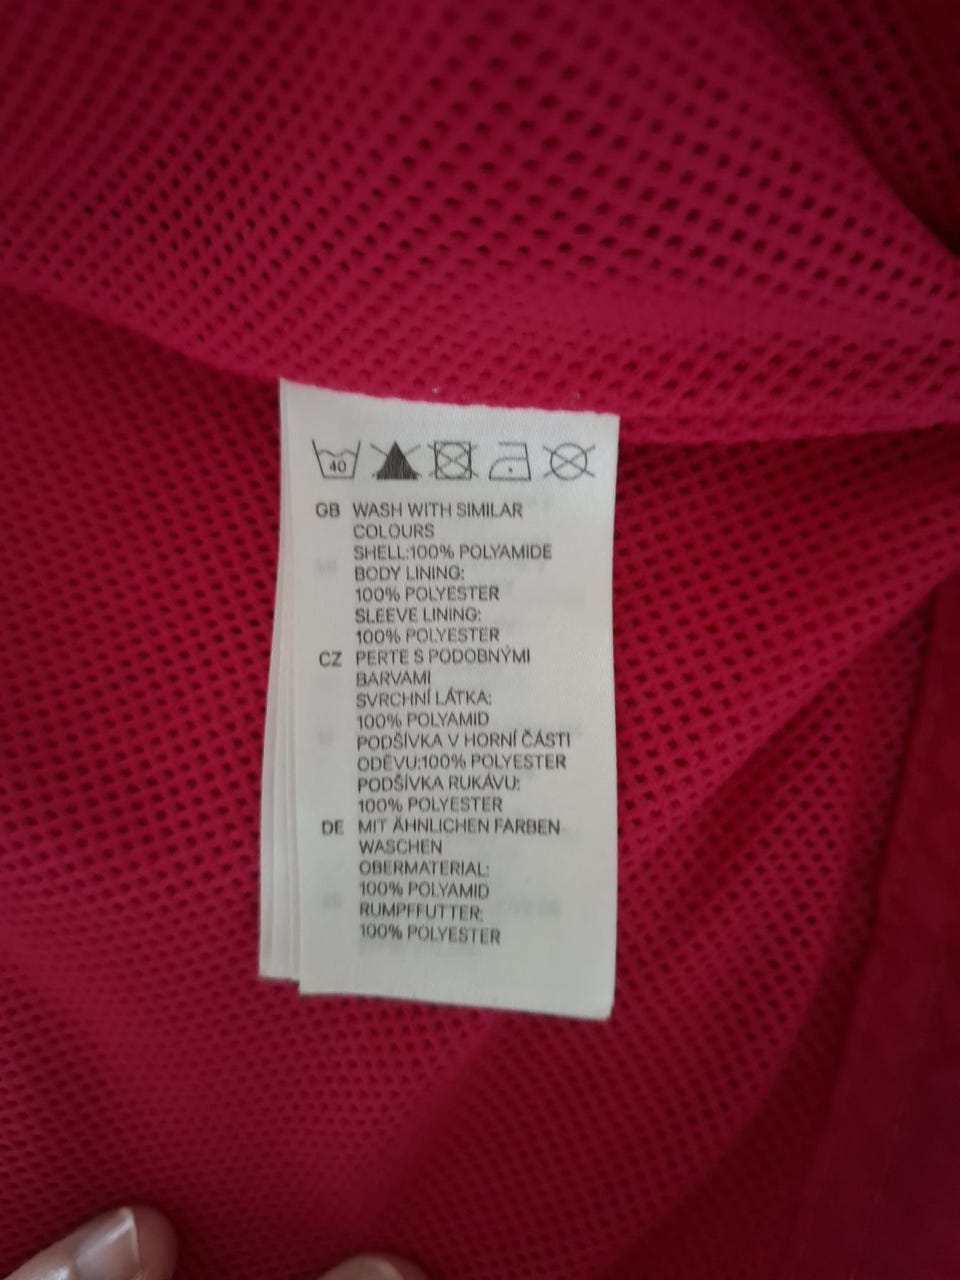 40
GB WASH WITH SIMILAR
COLOURS
SHELL:100% POLYAMIDE
BODY LINING:
100% POLYESTER
SLEEVE LINING:
100% POLYESTER
CZ PERTE S PODOBNÝMI
BARVAMI
SVRCHNÍ LÁTKA:
100% POLYAMID
PODŠÍVKA V HORNÍ ČÁSTI
ODĚVU:100% POLYESTER
PODŠÍVKA RUKÁVU:
100% POLYESTER
DE MIT ÄHNLICHEN FARBEN
WASCHEN
OBERMATERIAL:
100% POLYAMID
RUMPFFUTTER:
100% POLYESTER